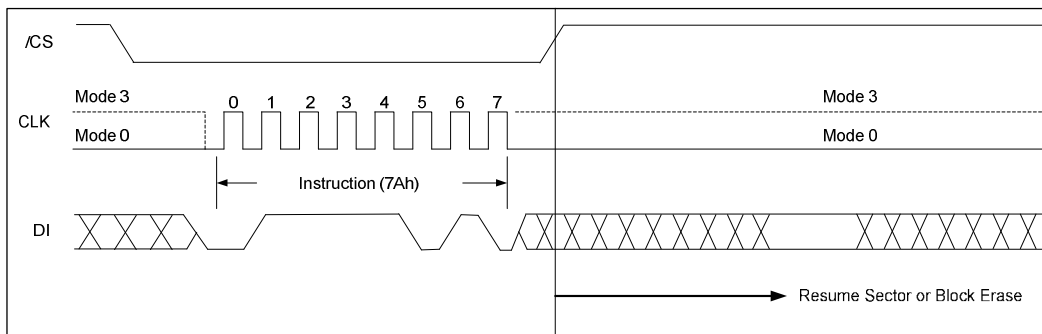 /CS
Mode 3
0 1 2 3 4 5 6 7
Mode 3
CLK
Mode 0
Mode 0
Instruction (7Ah)
DI
Resume Sector or Block Erase